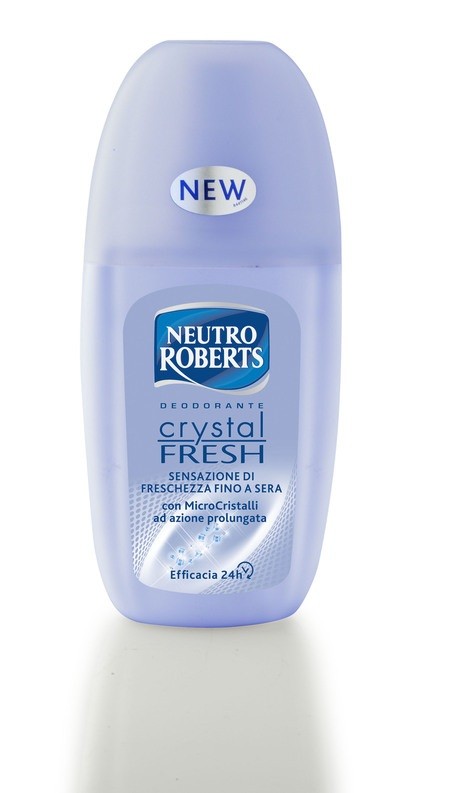 NEW
NEUTRO
ROBERTS
DEODORANTE
crystal
FRESH
SENSAZIONE DI
FRESCHEZZA FINO A SERA
con MicroCristalli
ad azione prolungata
Efficacia 24h